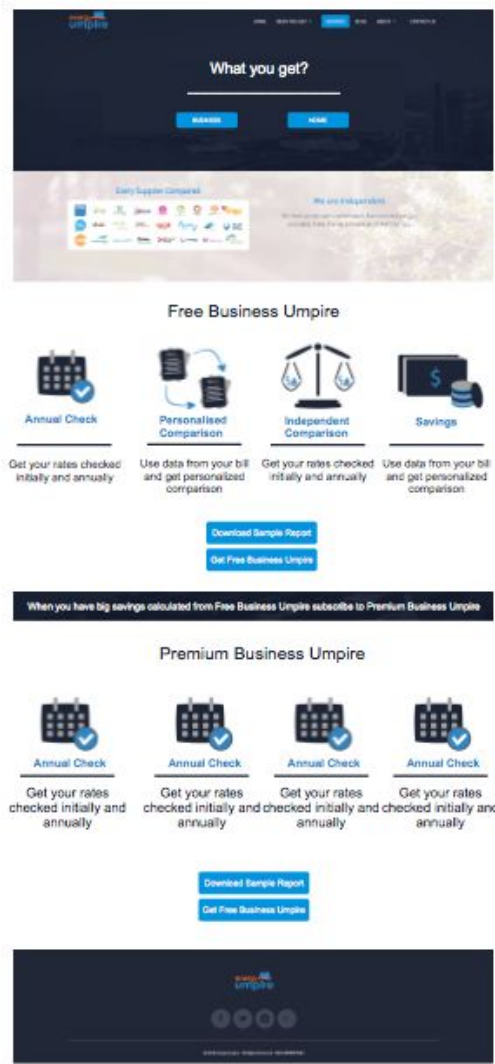 energy
umpire
HOME WHAT YOU GET BLOG ABOUT CONTACT US
What you get?
BUSINESS HOME
Every Supplier Compared
We are Independent
Free Business Umpire
Annual Check
Get your rates checked
initially and annually
Personalised
Comparison
Use data from your bill
and get personalized
comparison
Independent
Comparison
Get your rates checked
initially and annually
Savings
Use data from your bill
and get personalized
comparison
Download Sample Report
Get Free Business Umpire
When you have big savings calculated from Free Business Umpire subscribe to Premium Business Umpire
Premium Business Umpire
Annual Check
Get your rates
checked initially and
annually
Annual Check
Get your rates
checked initially and
annually
Annual Check
Get your rates
checked initially and
annually
Annual Check
Get your rates
checked initially and
annually
Download Sample Report
Get Free Business Umpire
energy
umpire